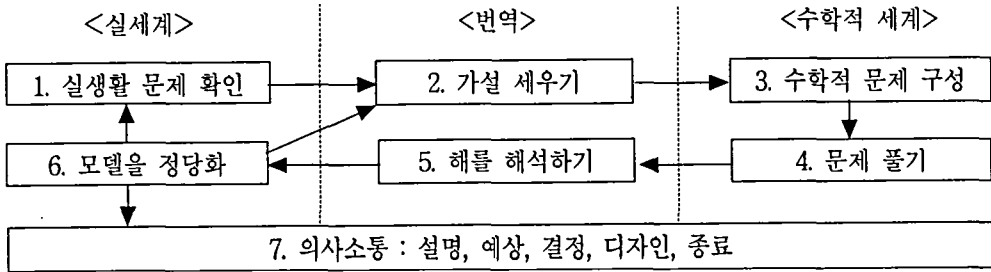 <실세계> <번역> <수학적 세계>
1. 실생활 문제 확인 2. 가설 세우기 3. 수학적 문제 구성
6. 모델을 정당화 5. 해를 해석하기 4. 문제 풀기
7. 의사소통 : 설명, 예상, 결정, 디자인, 종료